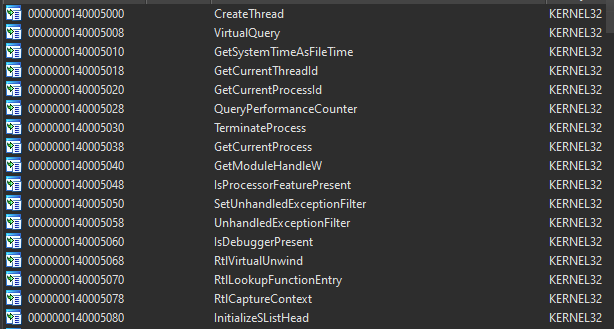 0000000140005000 CreateThread KERNEL32
0000000140005008 VirtualQuery KERNEL32
0000000140005010 GetSystemTimeAsFileTime KERNEL32
0000000140005018 GetCurrentThreadId KERNEL32
0000000140005020 GetCurrentProcessId KERNEL32
0000000140005028 QueryPerformanceCounter KERNEL32
0000000140005030 TerminateProcess KERNEL32
0000000140005038 GetCurrentProcess KERNEL32
0000000140005040 GetModuleHandleW KERNEL32
0000000140005048 IsProcessorFeaturePresent KERNEL32
0000000140005050 SetUnhandledExceptionFilter KERNEL32
0000000140005058 UnhandledExceptionFilter KERNEL32
0000000140005060 IsDebuggerPresent KERNEL32
0000000140005068 RtlVirtualUnwind KERNEL32
0000000140005070 RtlLookupFunctionEntry KERNEL32
0000000140005078 RtlCaptureContext KERNEL32
0000000140005080 InitializeSListHead KERNEL32